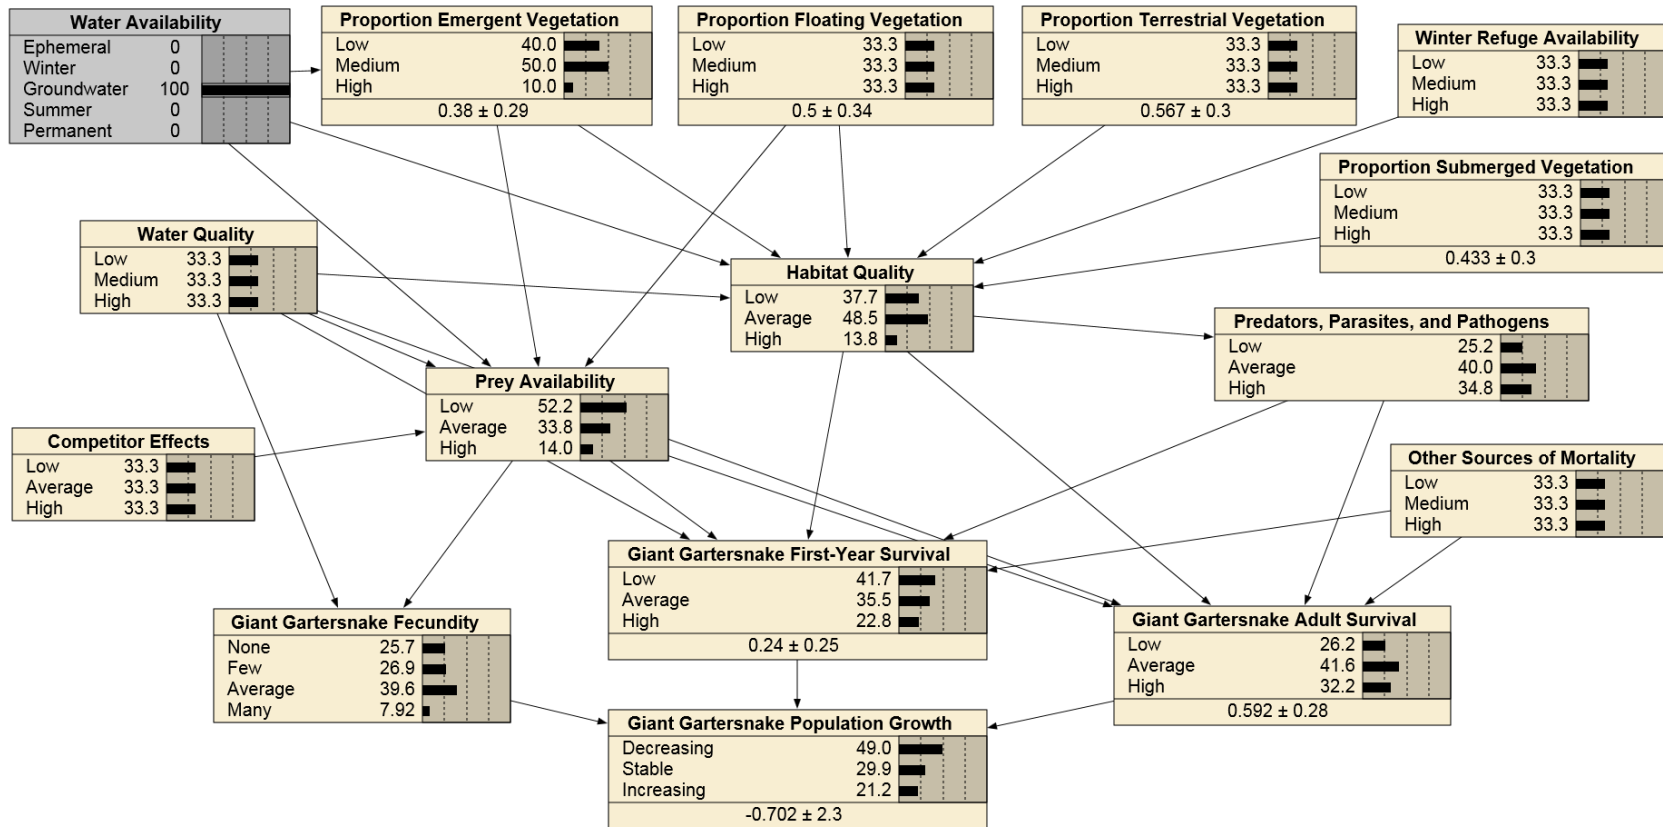 Water Availability
Ephemeral 0
Winter 0
Groundwater 100
Summer 0
Permanent 0
Proportion Emergent Vegetation
Low 40.0
Medium 50.0
High 10.0
0.38 ± 0.29
Proportion Floating Vegetation
Low 33.3
Medium 33.3
High 33.3
0.5 ± 0.34
Proportion Terrestrial Vegetation
Low 33.3
Medium 33.3
High 33.3
0.567 ± 0.3
Winter Refuge Availability
Low 33.3
Medium 33.3
High 33.3
Proportion Submerged Vegetation
Low 33.3
Medium 33.3
High 33.3
0.433 ± 0.3
Water Quality
Low 33.3
Medium 33.3
High 33.3
Habitat Quality
Low 37.7
Average 48.5
High 13.8
Predators, Parasites, and Pathogens
Low 25.2
Average 40.0
High 34.8
Prey Availability
Low 52.2
Average 33.8
High 14.0
Competitor Effects
Low 33.3
Average 33.3
High 33.3
Other Sources of Mortality
Low 33.3
Medium 33.3
High 33.3
Giant Gartersnake First-Year Survival
Low 41.7
Average 35.5
High 22.8
0.24 ± 0.25
Giant Gartersnake Fecundity
None 25.7
Few 26.9
Average 39.6
Many 7.92
Giant Gartersnake Adult Survival
Low 26.2
Average 41.6
High 32.2
0.592 ± 0.28
Giant Gartersnake Population Growth
Decreasing 49.0
Stable 29.9
Increasing 21.2
-0.702 ± 2.3